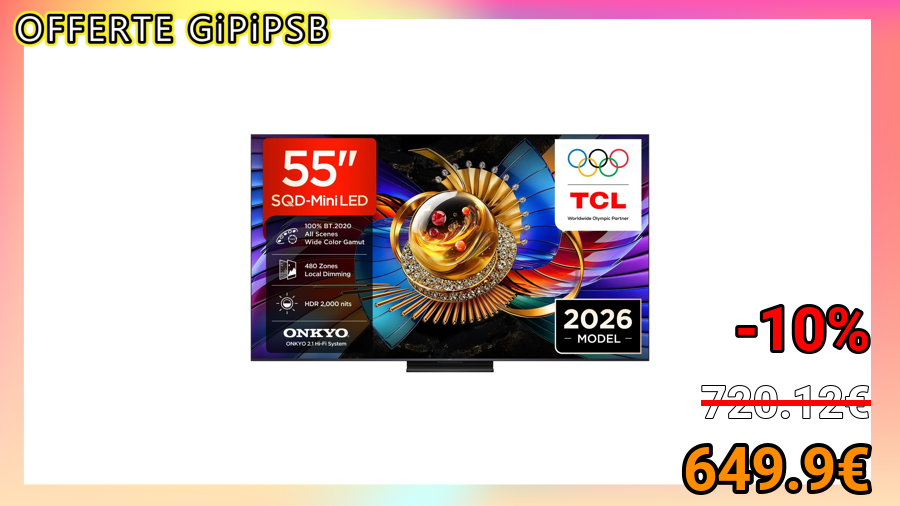 OFFERTE GiPiPSB
55"
SQD-MiniLED
100% BT.2020
All Scenes
Wide Color Gamut
480 Zones
Local Dimming
HDR 2,000 nits
ONKYO
ONKYO 2.1 Hi-Fi System
TCL
Worldwide Olympic Partner
2026
MODEL
-10%
720.12€
649.9€